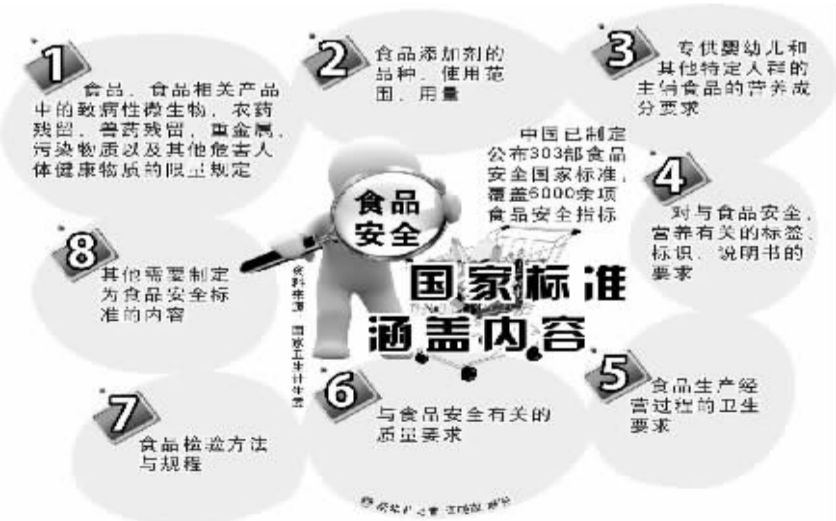 1
食品、食品相关产品
中的致病性微生物、农药
残留、兽药残留、重金属、
污染物质以及其他危害人
体健康物质的限量规定
2
食品添加剂的
品种、使用范
围、用量
3
专供婴幼儿和
其他特定人群的
主辅食品的营养成
分要求
中国已制定
公布303部食品
安全国家标准，
覆盖6000余项
食品安全指标
4
对与食品安全、
营养有关的标签、
标识、说明书的
要求
食品
安全
国家标准
涵盖内容
资料来源：国家卫生计生委
8
其他需要制定
为食品安全标
准的内容
5
食品生产经
营过程的卫生
要求
6
与食品安全有关的
质量要求
7
食品检验方法
与规程